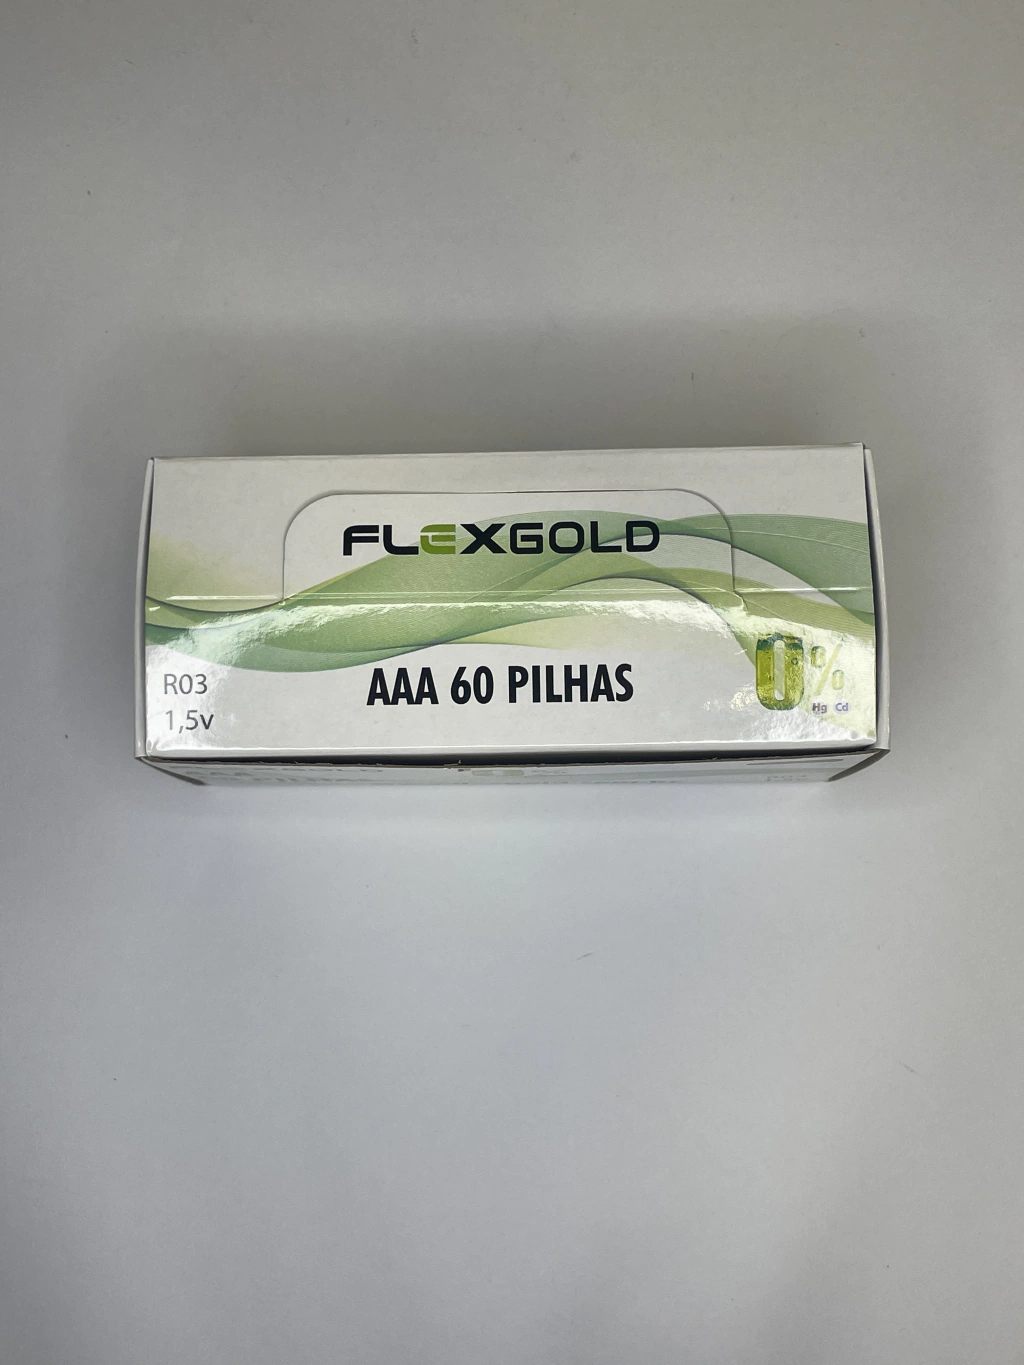 FLEXGOLD
AAA 60 PILHAS
R03
1,5v
0%
Hg Cd